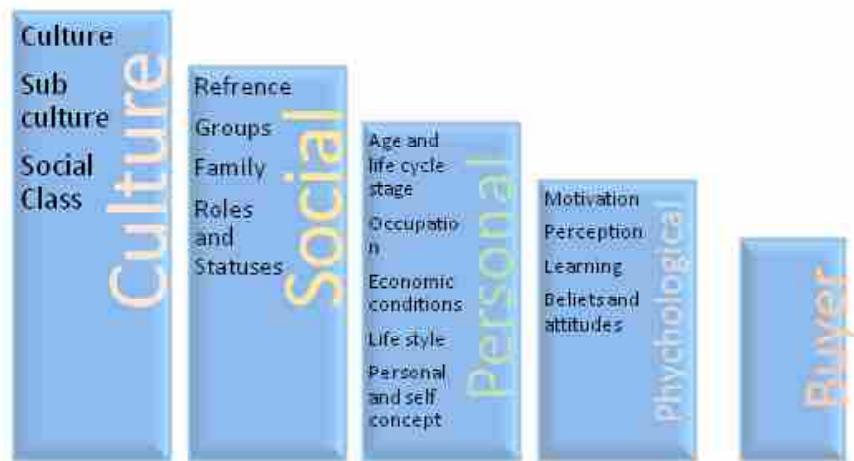 Culture
Sub
culture
Social
Class
Culture
Refrence
Groups
Family
Roles
and
Statuses
Social
Age and
life cycle
stage
Occupatio
n
Economic
conditions
Life style
Personal
and self
concept
Personal
Motivation
Perception
Learning
Beliets and
attitudes
Phychological
Buyer